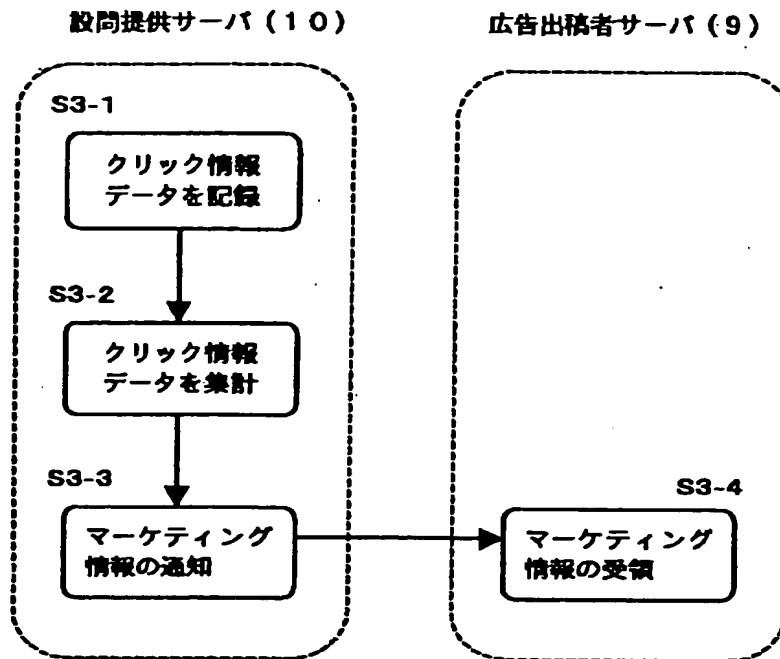 設問提供サーバ（１０）
広告出稿者サーバ（９）
S3-1
クリック情報
データを記録
S3-2
クリック情報
データを集計
S3-3
マーケティング
情報の通知
S3-4
マーケティング
情報の受領